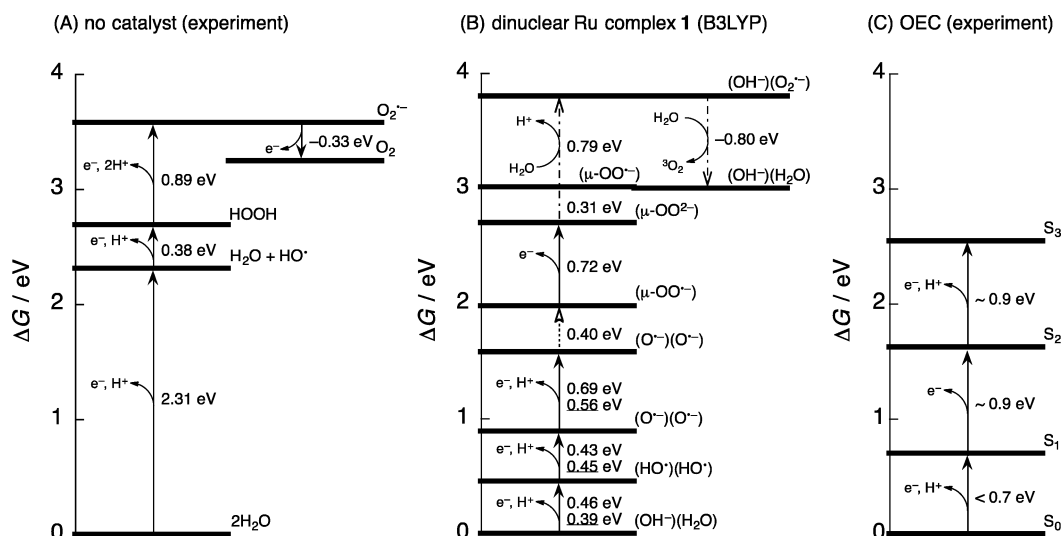 (A) no catalyst (experiment)
4
3
2
1
0
ΔG / eV
O₂•⁻
e⁻
−0.33 eV
O₂
e⁻, 2H⁺
0.89 eV
HOOH
e⁻, H⁺
0.38 eV
H₂O + HO•
e⁻, H⁺
2.31 eV
2H₂O
(B) dinuclear Ru complex 1 (B3LYP)
4
3
2
1
0
ΔG / eV
(OH⁻)(O₂•⁻)
H⁺
H₂O
0.79 eV
H₂O
³O₂
−0.80 eV
(μ-OO•⁻)
(OH⁻)(H₂O)
0.31 eV
(μ-OO²⁻)
e⁻
0.72 eV
(μ-OO•⁻)
0.40 eV
(O•⁻)(O•⁻)
e⁻, H⁺
0.69 eV
0.56 eV
(O•⁻)(O•⁻)
e⁻, H⁺
0.43 eV
0.45 eV
(HO•)(HO•)
e⁻, H⁺
0.46 eV
0.39 eV
(OH⁻)(H₂O)
(C) OEC (experiment)
4
3
2
1
0
ΔG / eV
S₃
e⁻, H⁺
~ 0.9 eV
S₂
e⁻
~ 0.9 eV
S₁
e⁻, H⁺
< 0.7 eV
S₀